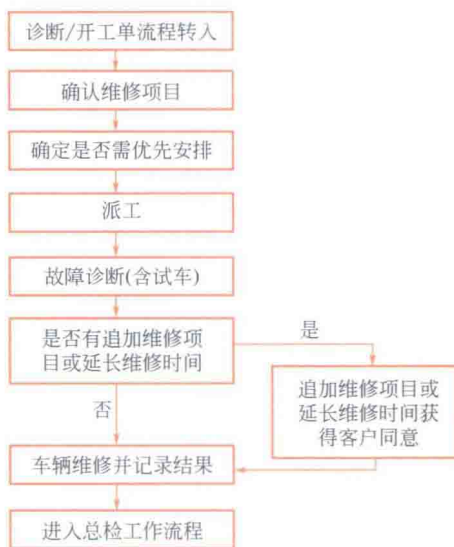 诊断/开工单流程转入
确认维修项目
确定是否需优先安排
派工
故障诊断(含试车)
是否有追加维修项
目或延长维修时间
是
否
追加维修项目或
延长维修时间获
得客户同意
车辆维修并记录结果
进入总检工作流程